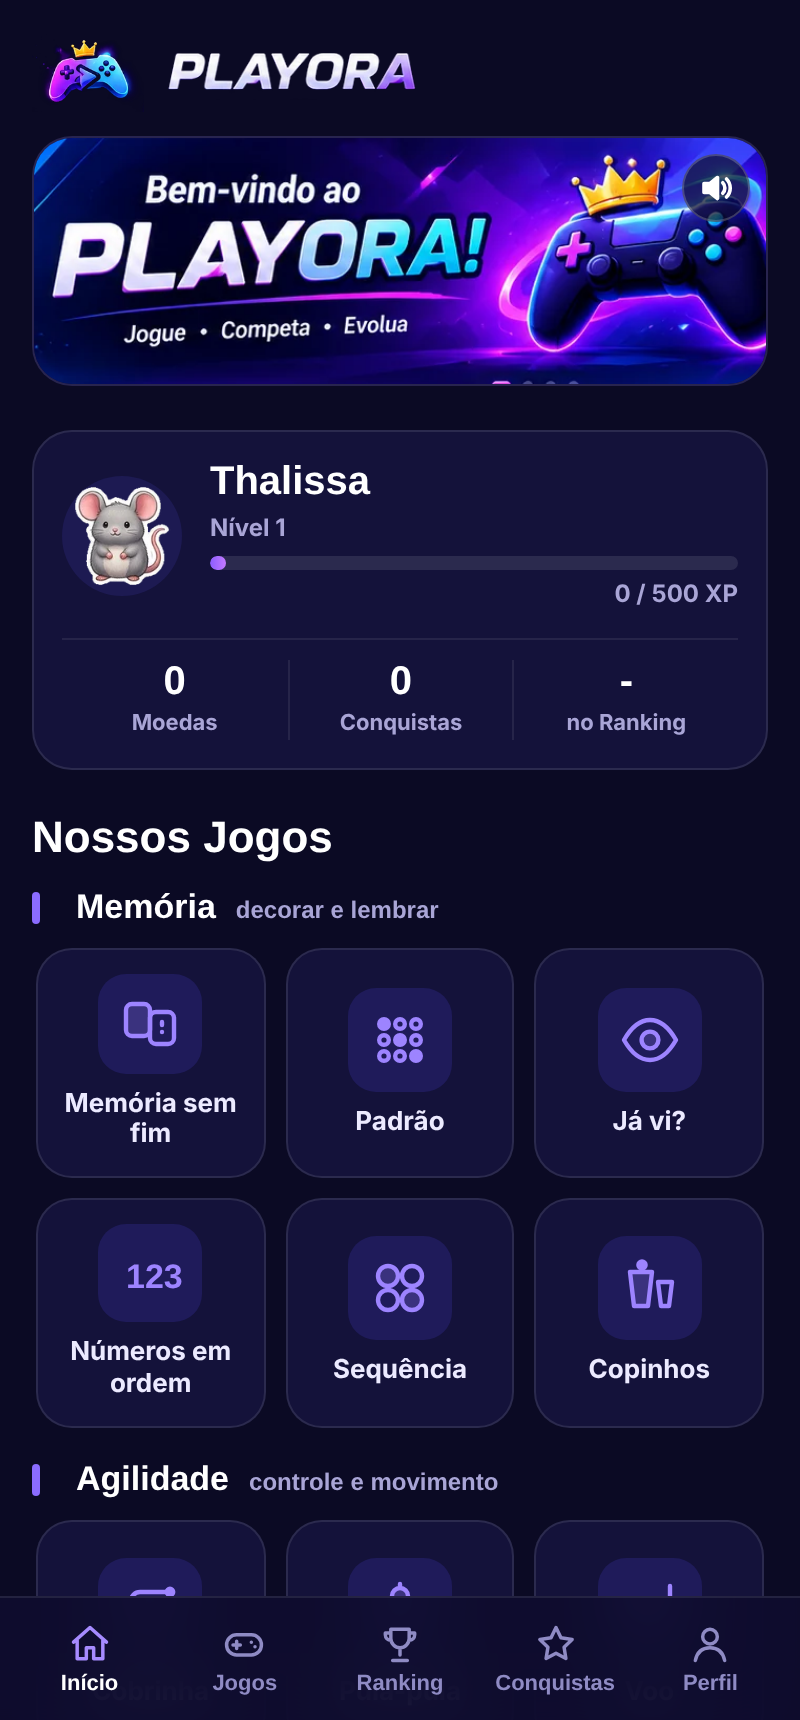 PLAYORA
Bem-vindo ao
PLAYORA!
Jogue • Competa • Evolua
Thalissa
Nível 1
0 / 500 XP
0
Moedas
0
Conquistas
-
no Ranking
Nossos Jogos
Memória decorar e lembrar
Memória sem
fim
Padrão
Já vi?
123
Números em
ordem
Sequência
Copinhos
Agilidade controle e movimento
Início
Jogos
Ranking
Conquistas
Perfil